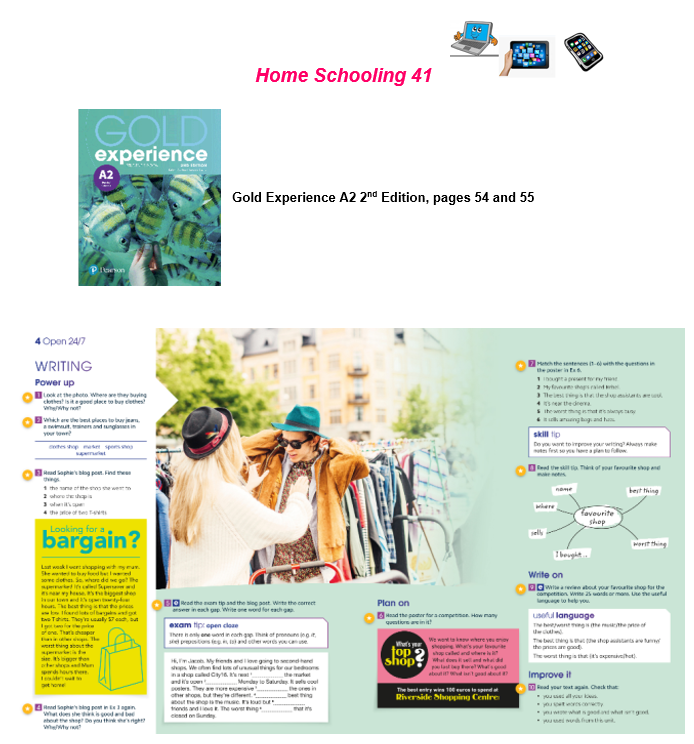 Home Schooling 41
GOLD
experience
A2
Pearson
Gold Experience A2 2nd Edition, pages 54 and 55
4 Open 24/7
WRITING
Power up
1 Look at the photo. Where are they buying
clothes? Is it a good place to buy clothes?
Why/Why not?
2 Which are the best places to buy jeans,
a swimsuit, trainers and sunglasses in
your town?
clothes shop market sports shop
supermarket
3 Read Sophie's blog post. Find these
things.
1 the name of the shop she went to
2 where the shop is
3 when it's open
4 the price of two T-shirts
Looking for a
bargain?
Last week I went shopping with my mum.
She wanted to buy food but I wanted
some clothes. So, where did we go? The
supermarket! It's called Supersaver and
it's near my house. It's the biggest shop
in our town and it's open twenty-four
hours. The best thing is that the prices
are low. I found lots of bargains and got
two T-shirts. They're usually $7 each, but
I got two for the price
of one. That's cheaper
than in other shops. The
worst thing about the
supermarket is the
size. It's bigger than
other shops and Mum
spends hours there.
I couldn't wait to
get home!
4 Read Sophie's blog post in Ex 3 again.
What does she think is good and bad
about the shop? Do you think she's right?
Why/Why not?
5 Read the exam tip and the blog post. Write the correct
answer in each gap. Write one word for each gap.
exam tip: open cloze
There is only one word in each gap. Think of pronouns (e.g. it,
she) prepositions (e.g. in, to) and other words you can use.
Hi, I'm Jacob. My friends and I love going to second-hand
shops. We often find lots of unusual things for our bedrooms
in a shop called City16. It's next 1 the market
and it's open 2 Monday to Saturday. It sells cool
posters. They are more expensive 3 the ones in
other shops, but they're different. 4 best thing
about the shop is the music. It's loud but 5
friends and I love it. The worst thing 6 that it's
closed on Sunday.
Plan on
6 Read the poster for a competition. How many
questions are in it?
What's your
top
shop?
We want to know where you enjoy
shopping. What's your favourite
shop called and where is it?
What does it sell and what did
you last buy there? What's good
about it? What isn't good about it?
The best entry wins 100 euros to spend at
Riverside Shopping Centre!
7 Match the sentences (1–6) with the questions
in the poster in Ex 6.
1 I bought a present for my friend.
2 My favourite shop's called Rebel.
3 The best thing is that the shop assistants are cool.
4 It's near the cinema.
5 The worst thing is that it's always busy.
6 It sells amazing bags and hats.
skill tip
Do you want to improve your writing? Always make
notes first so you have a plan to follow.
8 Read the skill tip. Think of your favourite shop and
make notes.
name
best thing
where
favourite
shop
sells
worst thing
I bought...
Write on
9 Write a review about your favourite shop for the
competition. Write 25 words or more. Use the useful
language to help you.
useful language
The best/worst thing is (the music/the price of
the clothes).
The best thing is that (the shop assistants are funny/
the prices are good).
The worst thing is that (it's expensive/hot).
Improve it
10 Read your text again. Check that:
• you used all your ideas.
• you spell words correctly.
• you wrote what is good and what isn't good.
• you used words from this unit.